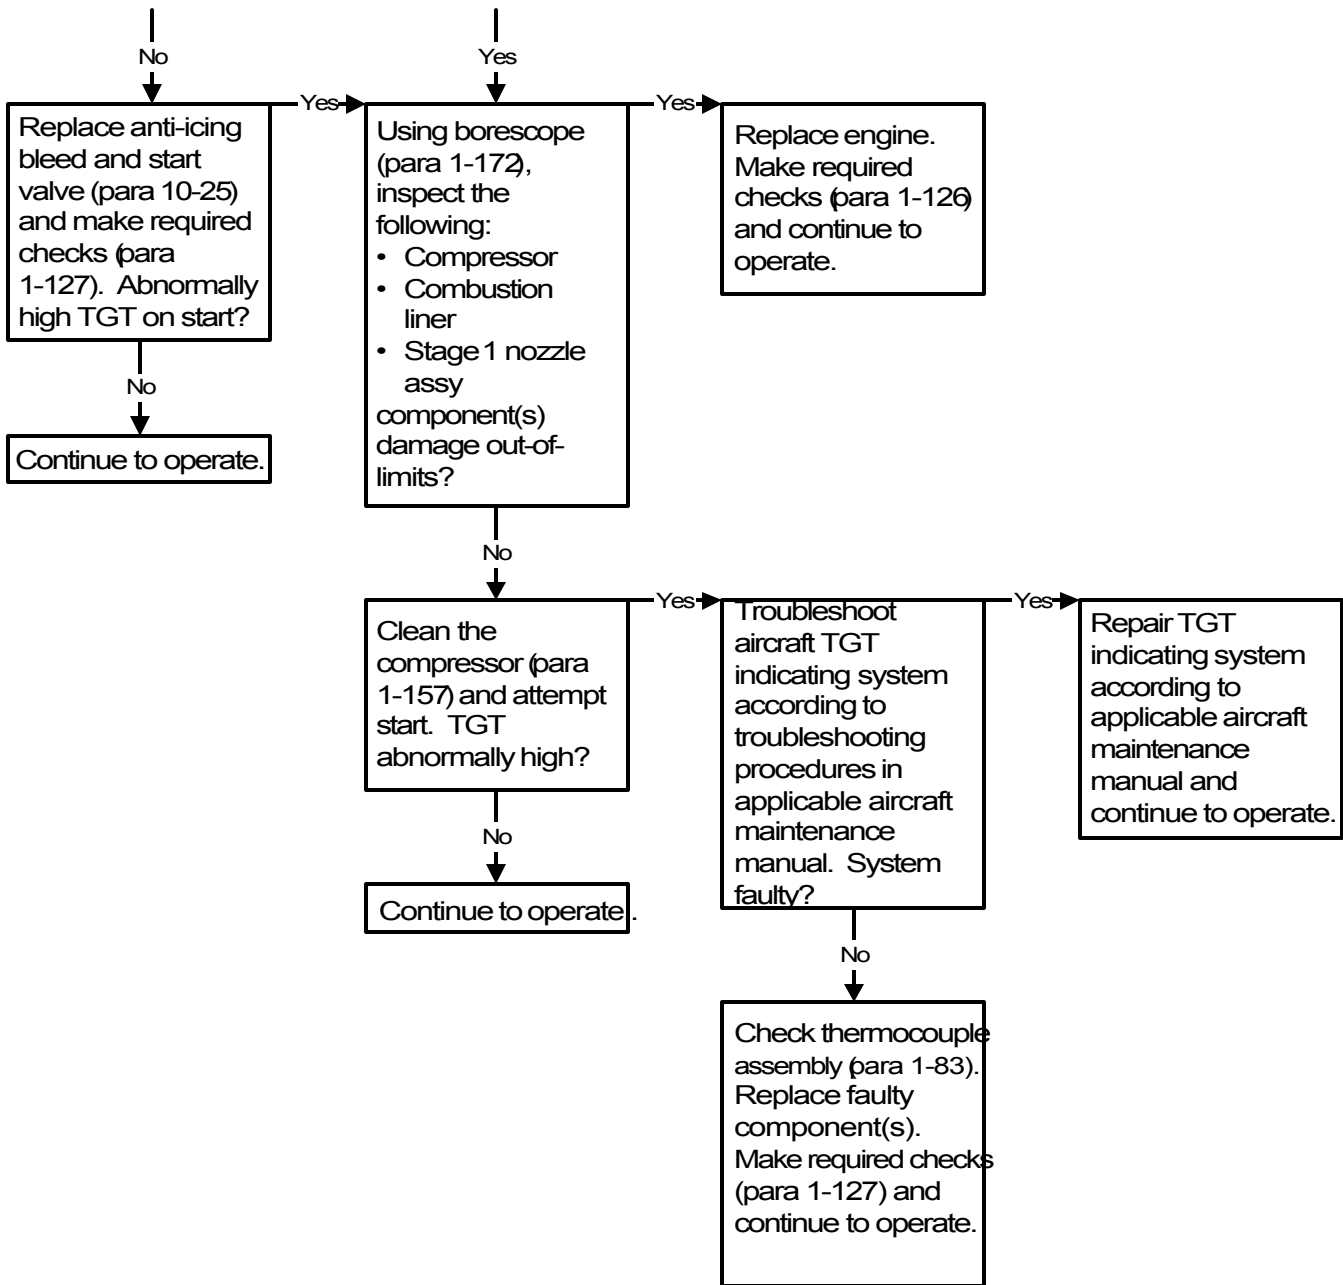 No
Yes
Replace anti-icing
bleed and start
valve (para 10-25)
and make required
checks (para
1-127). Abnormally
high TGT on start?
Yes
Using borescope
(para 1-172),
inspect the
following:
• Compressor
• Combustion
liner
• Stage 1 nozzle
assy
component(s)
damage out-of-
limits?
Yes
Replace engine.
Make required
checks (para 1-126)
and continue to
operate.
No
Continue to operate.
No
Clean the
compressor (para
1-157) and attempt
start. TGT
abnormally high?
Yes
Troubleshoot
aircraft TGT
indicating system
according to
troubleshooting
procedures in
applicable aircraft
maintenance
manual. System
faulty?
Yes
Repair TGT
indicating system
according to
applicable aircraft
maintenance
manual and
continue to operate.
No
Continue to operate.
No
Check thermocouple
assembly (para 1-83).
Replace faulty
component(s).
Make required checks
(para 1-127) and
continue to operate.